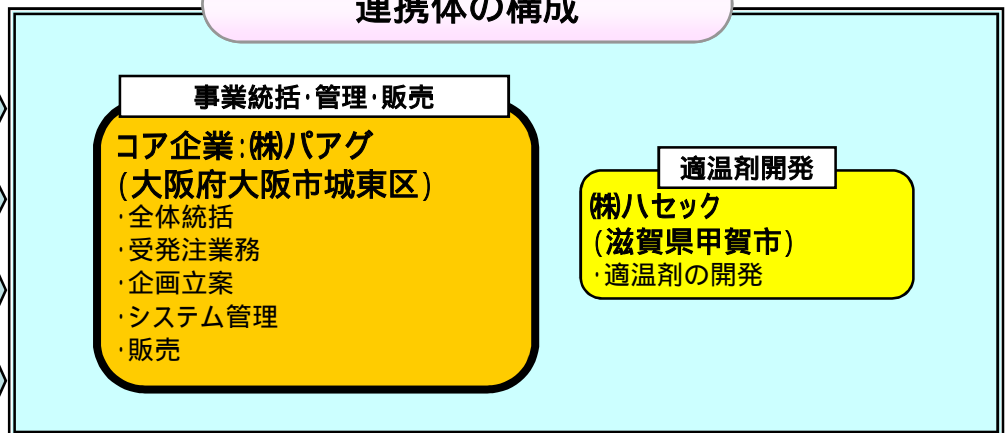 連携体の構成
事業統括·管理·販売
コア企業:㈱パアグ
(大阪府大阪市城東区)
·全体統括
·受発注業務
·企画立案
·システム管理
·販売
適温剤開発
㈱ハセック
(滋賀県甲賀市)
·適温剤の開発